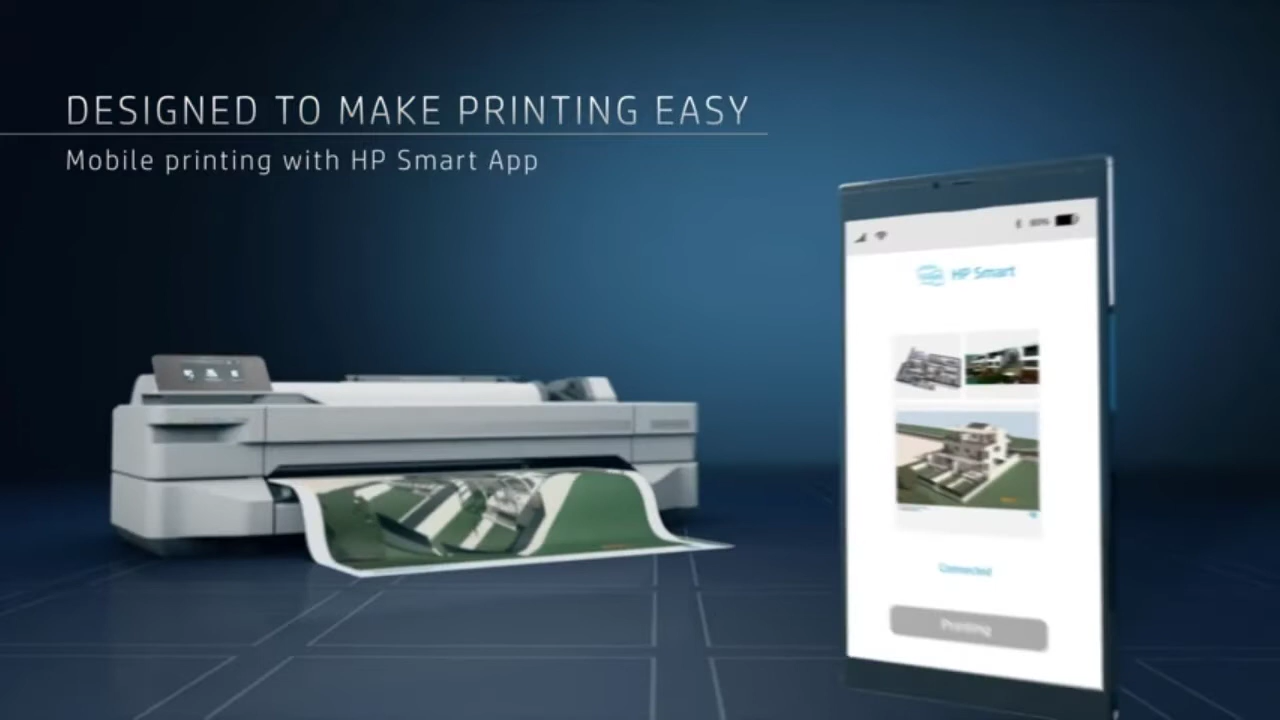 DESIGNED TO MAKE PRINTING EASY
Mobile printing with HP Smart App
HP Smart
Connected
Printing